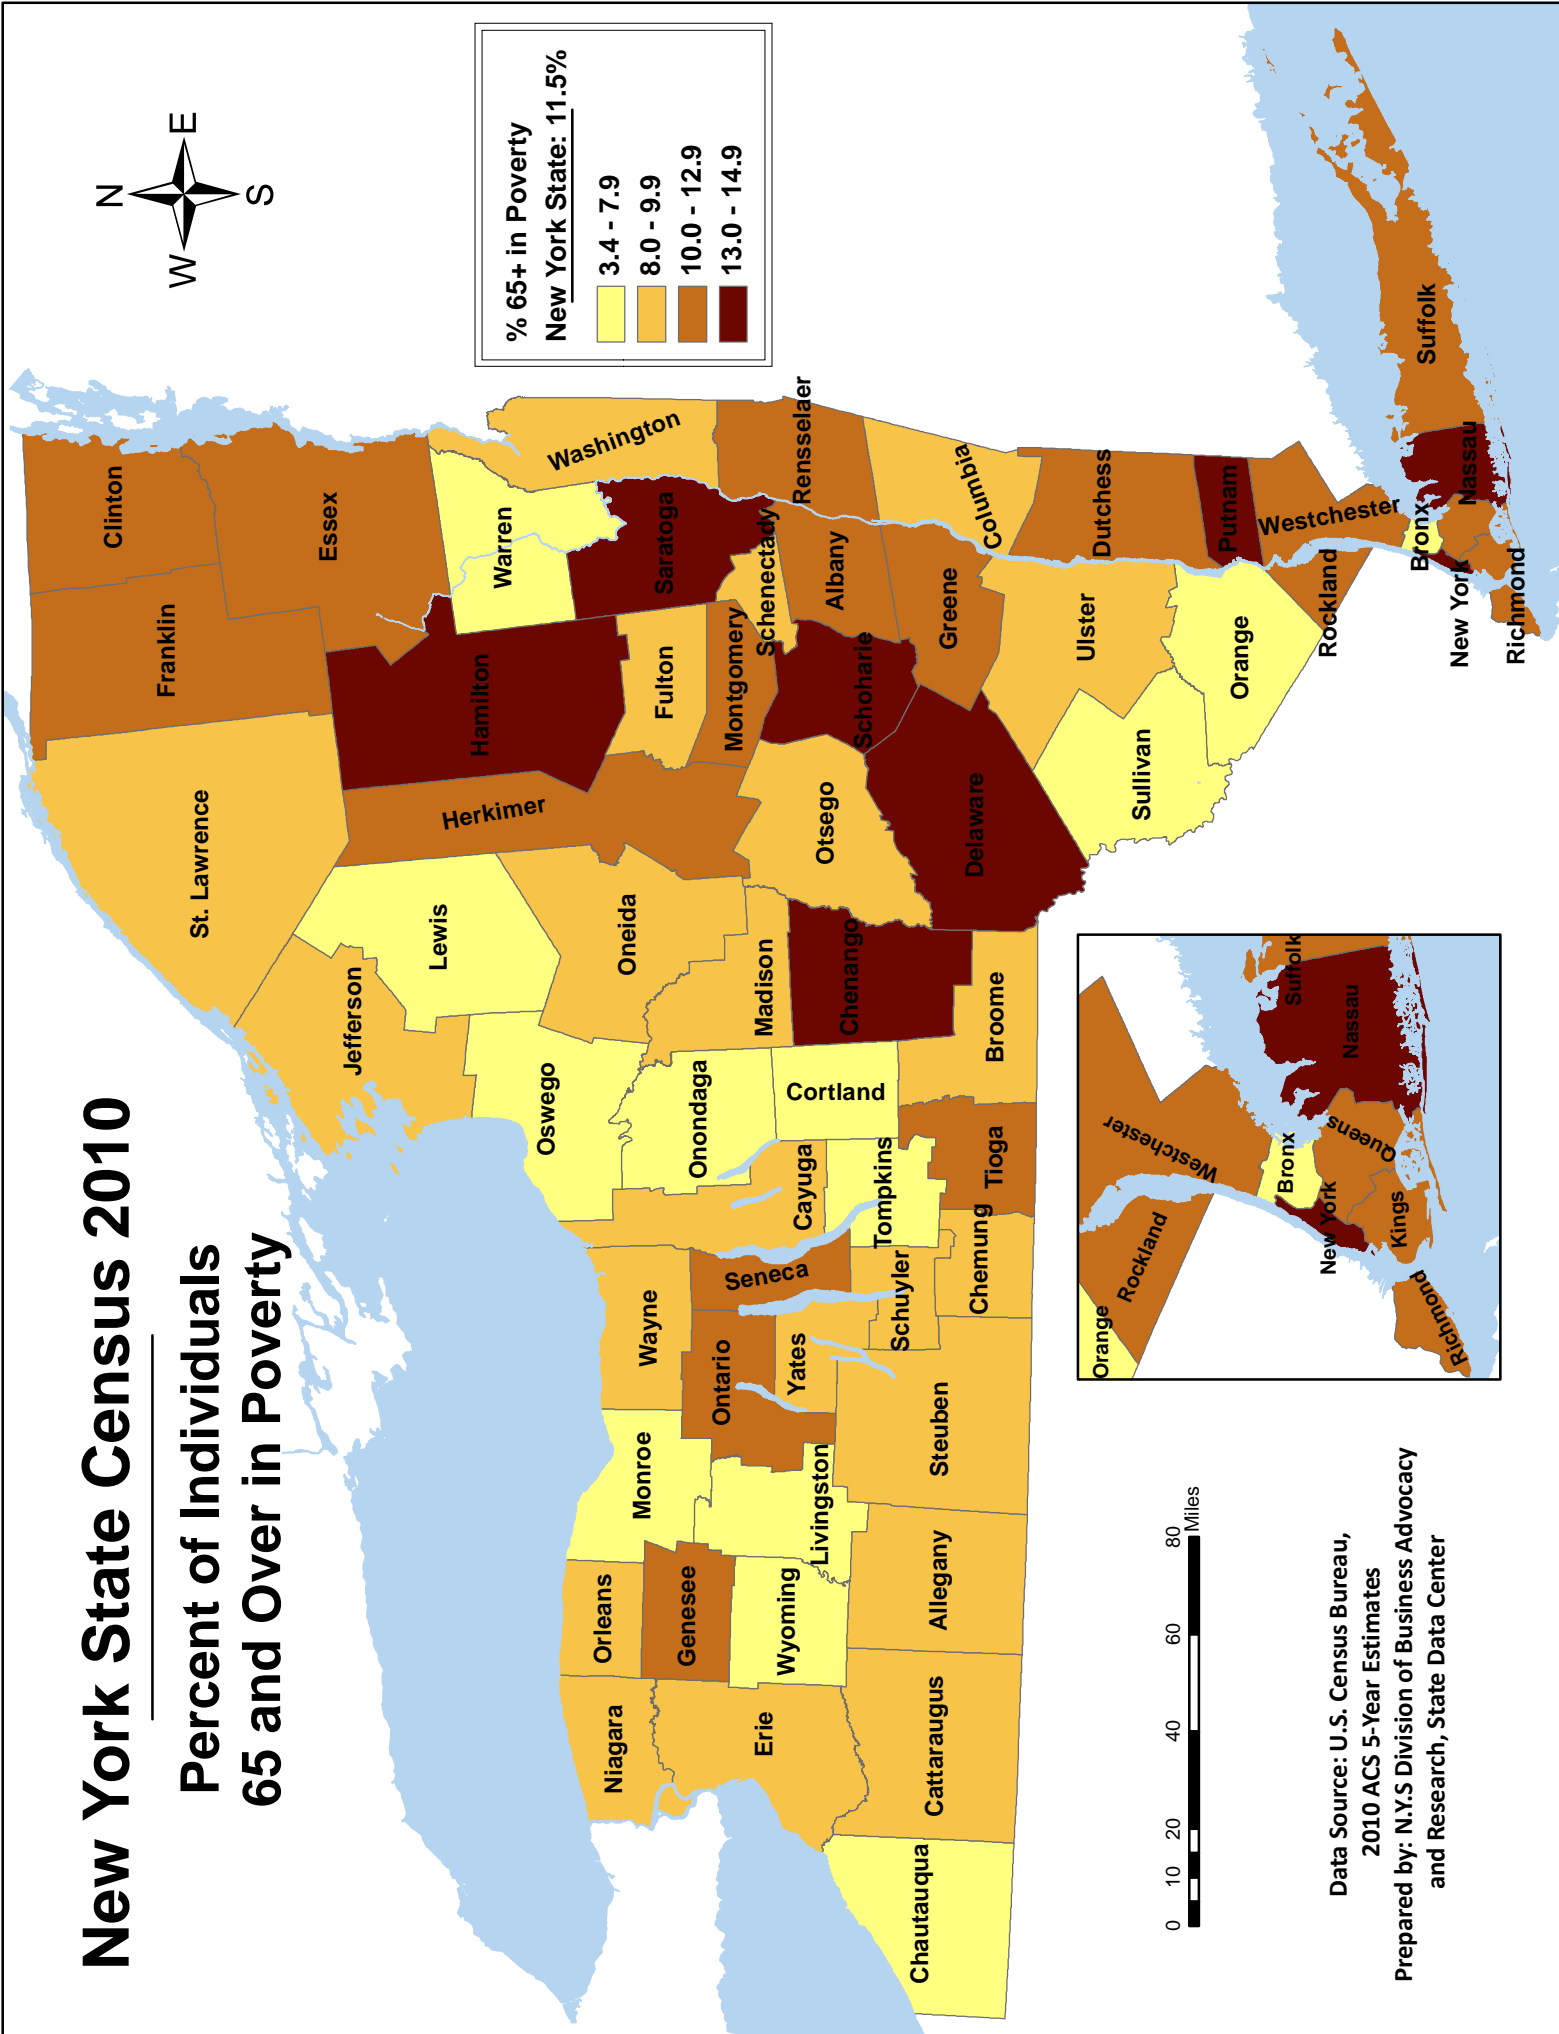 New York State Census 2010
Percent of Individuals
65 and Over in Poverty
N
W
E
S
% 65+ in Poverty
New York State: 11.5%
3.4 - 7.9
8.0 - 9.9
10.0 - 12.9
13.0 - 14.9
Clinton
Franklin
St. Lawrence
Essex
Jefferson
Lewis
Hamilton
Herkimer
Warren
Washington
Oswego
Oneida
Fulton
Saratoga
Niagara
Orleans
Monroe
Wayne
Genesee
Ontario
Seneca
Onondaga
Madison
Montgomery
Schenectady
Rensselaer
Erie
Wyoming
Livingston
Yates
Cayuga
Cortland
Chenango
Otsego
Schoharie
Albany
Tompkins
Schuyler
Chautauqua
Cattaraugus
Allegany
Steuben
Chemung
Tioga
Broome
Delaware
Greene
Columbia
Ulster
Dutchess
Sullivan
Orange
Putnam
Rockland
Westchester
Bronx
New York
Richmond
Nassau
Suffolk
Orange
Rockland
Westchester
Bronx
New York
Queens
Kings
Richmond
Nassau
Suffolk
0 10 20 40 60 80
Miles
Data Source: U.S. Census Bureau,
2010 ACS 5-Year Estimates
Prepared by: N.Y.S Division of Business Advocacy
and Research, State Data Center